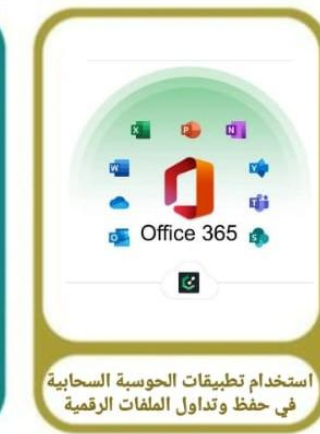 Office 365
استخدام تطبيقات الحوسبة السحابية
في حفظ وتداول الملفات الرقمية